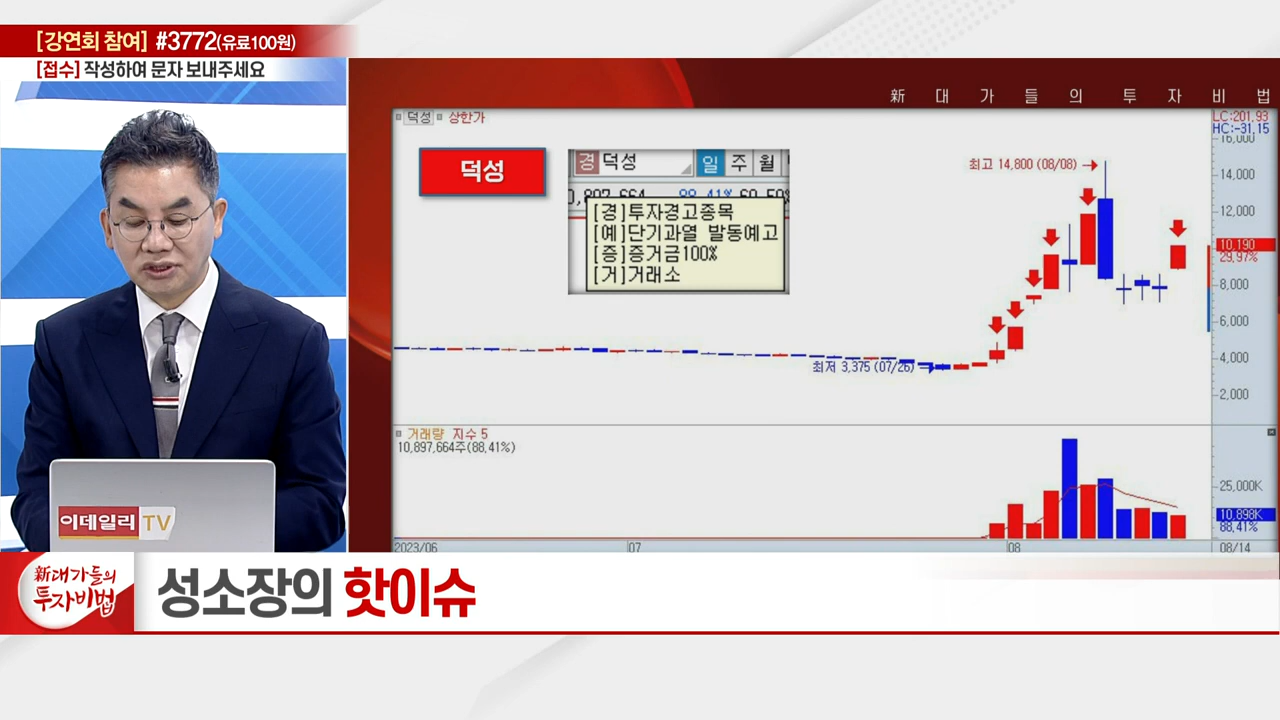 [강연회 참여] #3772(유료100원)
[접수] 작성하여 문자 보내주세요
新 대 가 들 의 투 자 비 법
덕성 상한가
LC:201.93
HC:-31.15
16,000
덕성
경 덕성 일 주 월
88.41%
[경]투자경고종목
[예]단기과열 발동예고
[증]증거금100%
[거]거래소
최고 14,800 (08/08)
14,000
12,000
10,190
29.97%
8,000
6,000
4,000
2,000
최저 3,375 (07/26)
거래량 지수 5
10,897,664주(88,41%)
25,000K
10,898K
88,41%
2023/06 07 08 08/14
이데일리 TV
新대가들의
투자비법
성소장의 핫이슈